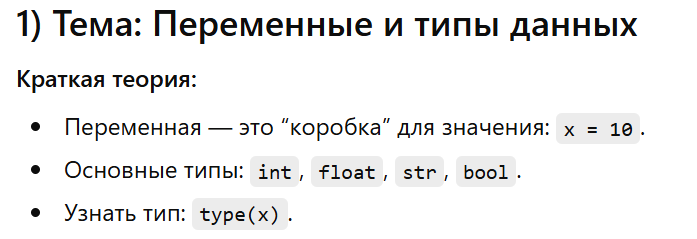 1) Тема: Переменные и типы данных
Краткая теория:
• Переменная — это “коробка” для значения: x = 10.
• Основные типы: int, float, str, bool.
• Узнать тип: type(x).